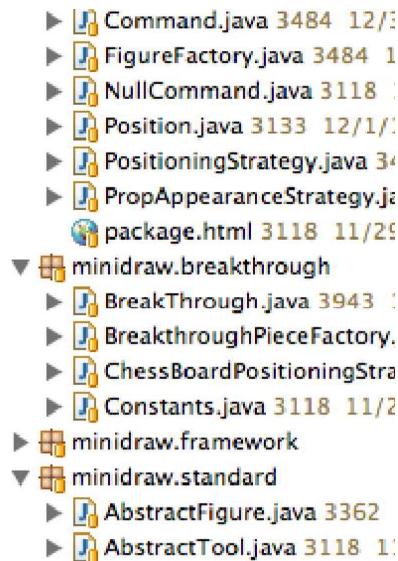 Command.java 3484 12/3
FigureFactory.java 3484 1
NullCommand.java 3118
Position.java 3133 12/1/
PositioningStrategy.java 34
PropAppearanceStrategy.ja
package.html 3118 11/29
minidraw.breakthrough
BreakThrough.java 3943
BreakthroughPieceFactory.
ChessBoardPositioningStra
Constants.java 3118 11/2
minidraw.framework
minidraw.standard
AbstractFigure.java 3362
AbstractTool.java 3118 11